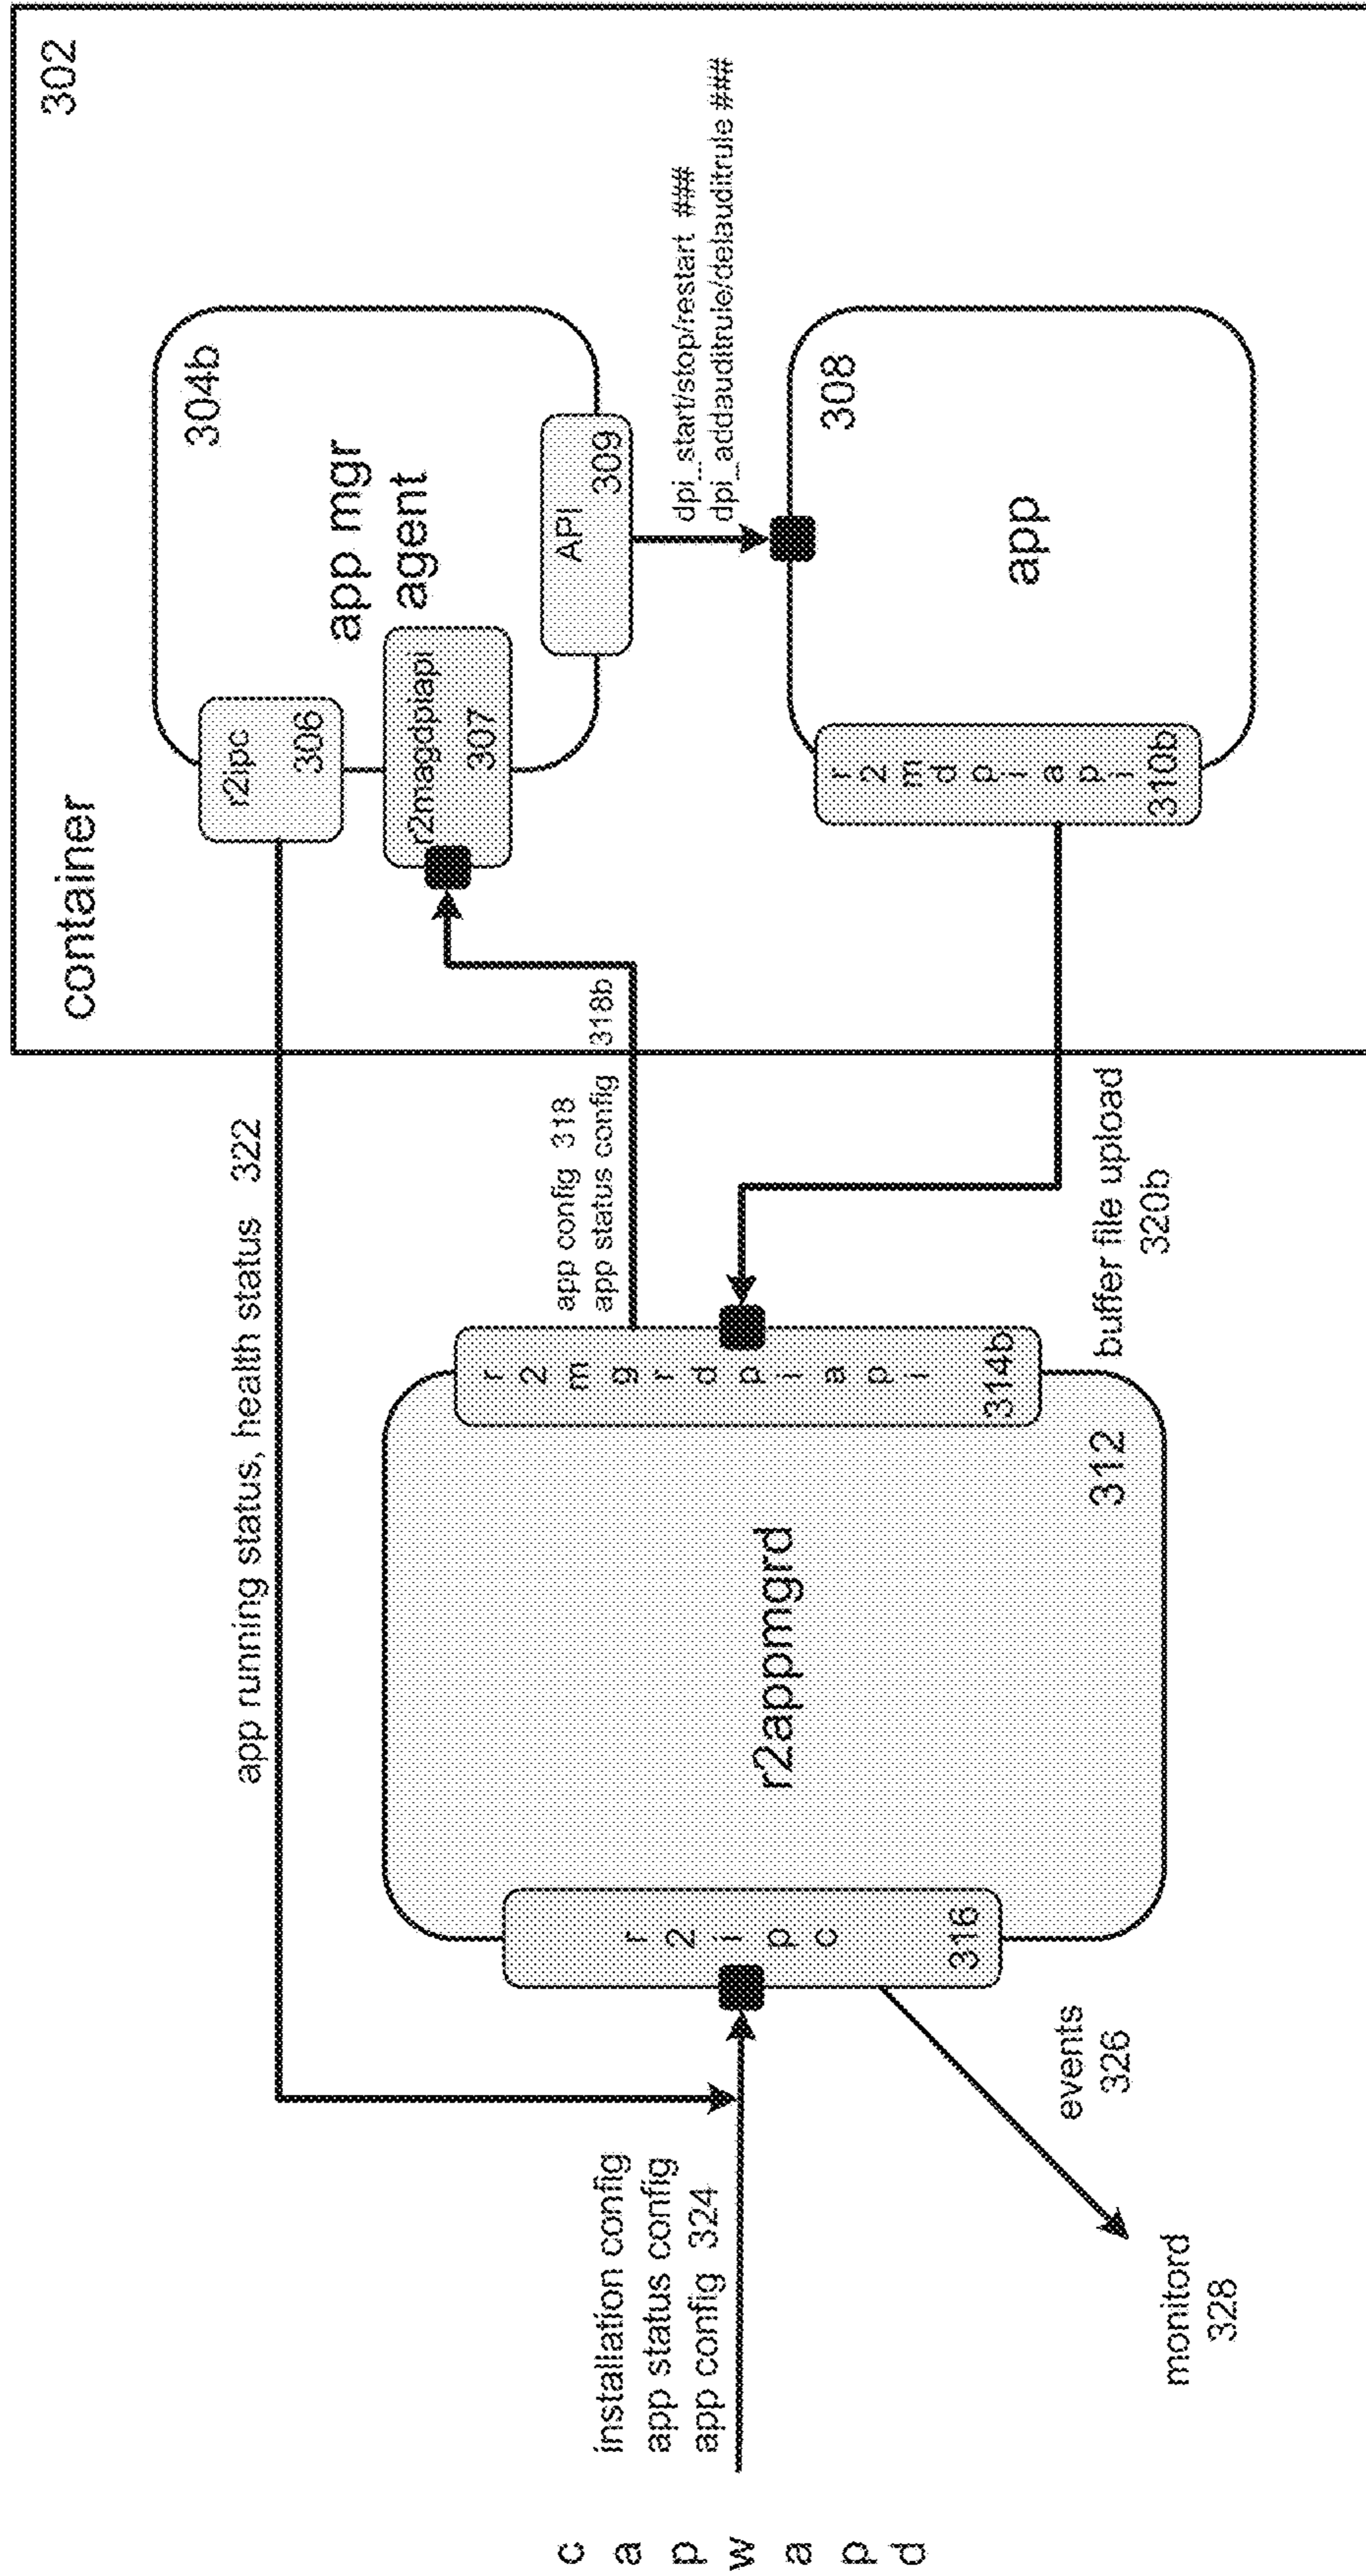 container
302
r2ipc
306
304b
app mgr
agent
r2magdpiapi
307
API
309
dpi_start/stop/restart ###
dpi_addauditrule/delauditrule ###
308
app
r2mdpiapi
310b
app running status, health status 322
app config 318
app status config
318b
r2mgrdpiapi
314b
buffer file upload
320b
r2appmgrd
312
r2ipc
316
installation config
app status config
app config 324
events
326
monitord
328
capwapd